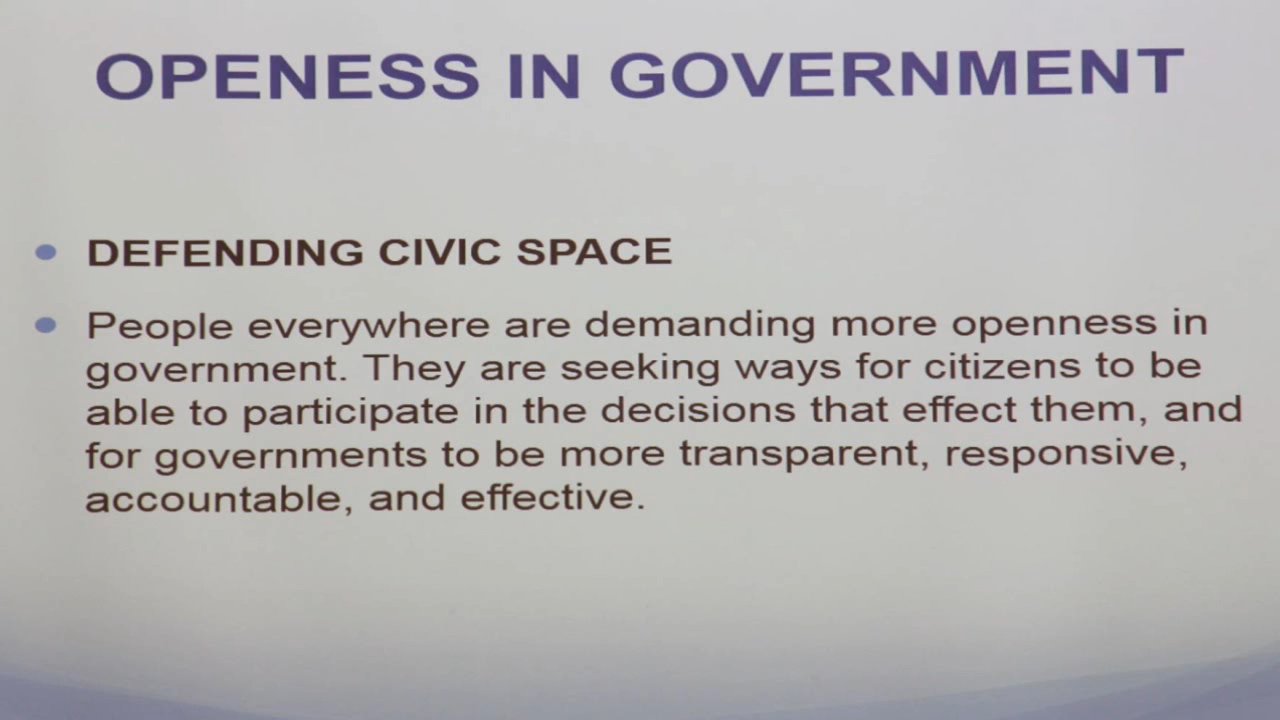 OPENESS IN GOVERNMENT
DEFENDING CIVIC SPACE
People everywhere are demanding more openness in
government. They are seeking ways for citizens to be
able to participate in the decisions that effect them, and
for governments to be more transparent, responsive,
accountable, and effective.